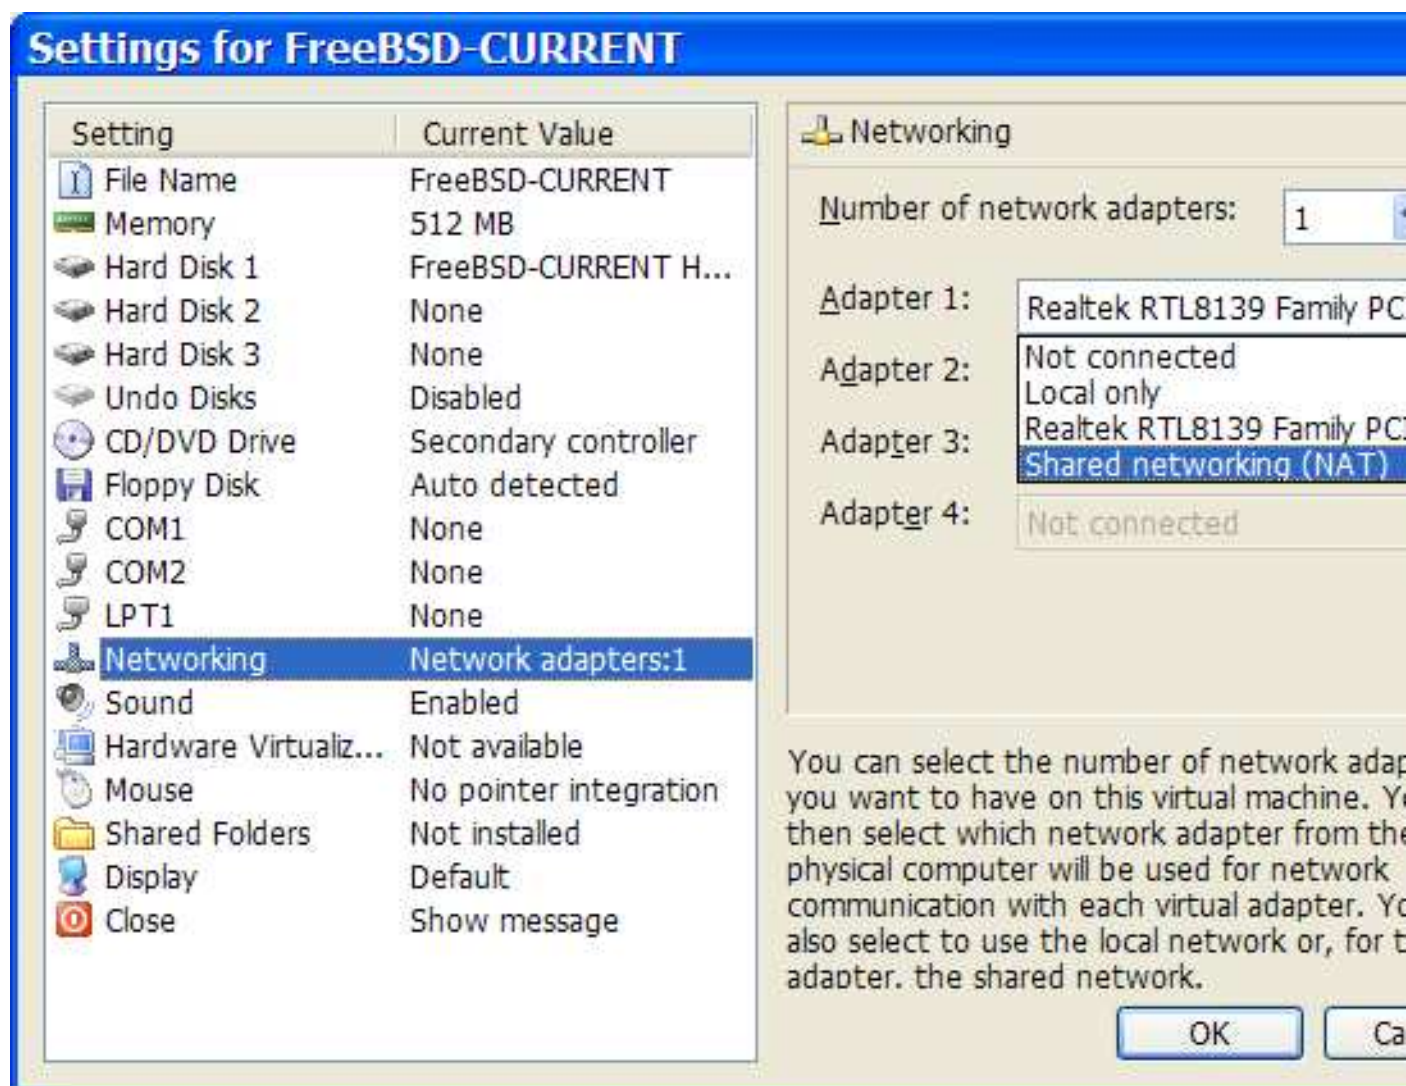 Settings for FreeBSD-CURRENT
Setting Current Value
File Name FreeBSD-CURRENT
Memory 512 MB
Hard Disk 1 FreeBSD-CURRENT H...
Hard Disk 2 None
Hard Disk 3 None
Undo Disks Disabled
CD/DVD Drive Secondary controller
Floppy Disk Auto detected
COM1 None
COM2 None
LPT1 None
Networking Network adapters:1
Sound Enabled
Hardware Virtualiz... Not available
Mouse No pointer integration
Shared Folders Not installed
Display Default
Close Show message
Networking
Number of network adapters: 1
Adapter 1: Realtek RTL8139 Family PC
Not connected
Adapter 2:
Local only
Realtek RTL8139 Family PCI
Adapter 3:
Shared networking (NAT)
Adapter 4: Not connected
You can select the number of network adap
you want to have on this virtual machine. Yo
then select which network adapter from the
physical computer will be used for network
communication with each virtual adapter. Yo
also select to use the local network or, for t
adapter, the shared network.
OK Ca